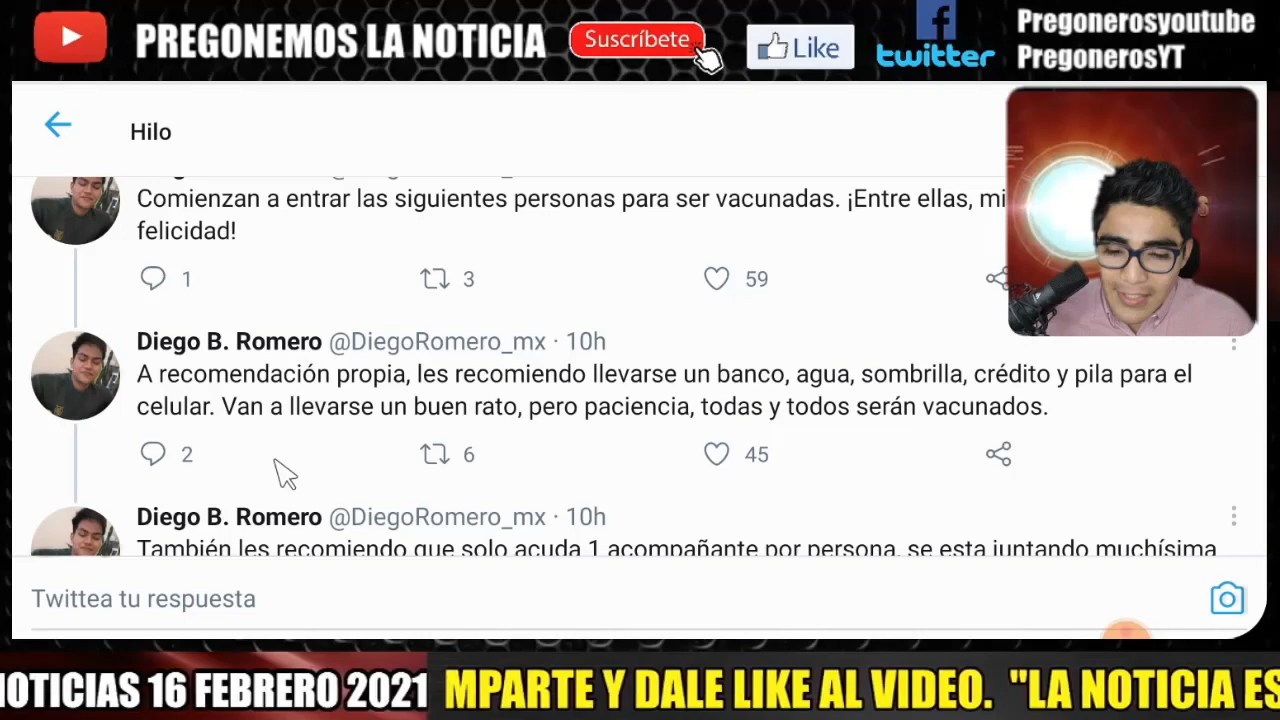 PREGONEMOS LA NOTICIA
Suscríbete
Like
twitter
Pregonerosyoutube
PregonerosYT
Hilo
Comienzan a entrar las siguientes personas para ser vacunadas. ¡Entre ellas, mi
felicidad!
1 3 59
Diego B. Romero @DiegoRomero_mx · 10h
A recomendación propia, les recomiendo llevarse un banco, agua, sombrilla, crédito y pila para el
celular. Van a llevarse un buen rato, pero paciencia, todas y todos serán vacunados.
2 6 45
Diego B. Romero @DiegoRomero_mx · 10h
También les recomiendo que solo acuda 1 acompañante por persona, se esta juntando muchísima
Twittea tu respuesta
NOTICIAS 16 FEBRERO 2021
MPARTE Y DALE LIKE AL VIDEO. "LA NOTICIA ES